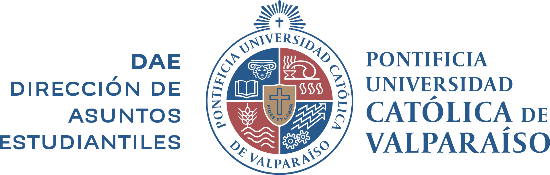 DAE
DIRECCIÓN DE
ASUNTOS
ESTUDIANTILES
PONTIFICIA UNIVERSIDAD CATÓLICA
DE VALPARAÍSO
PONTIFICIA
UNIVERSIDAD
CATÓLICA DE
VALPARAÍSO